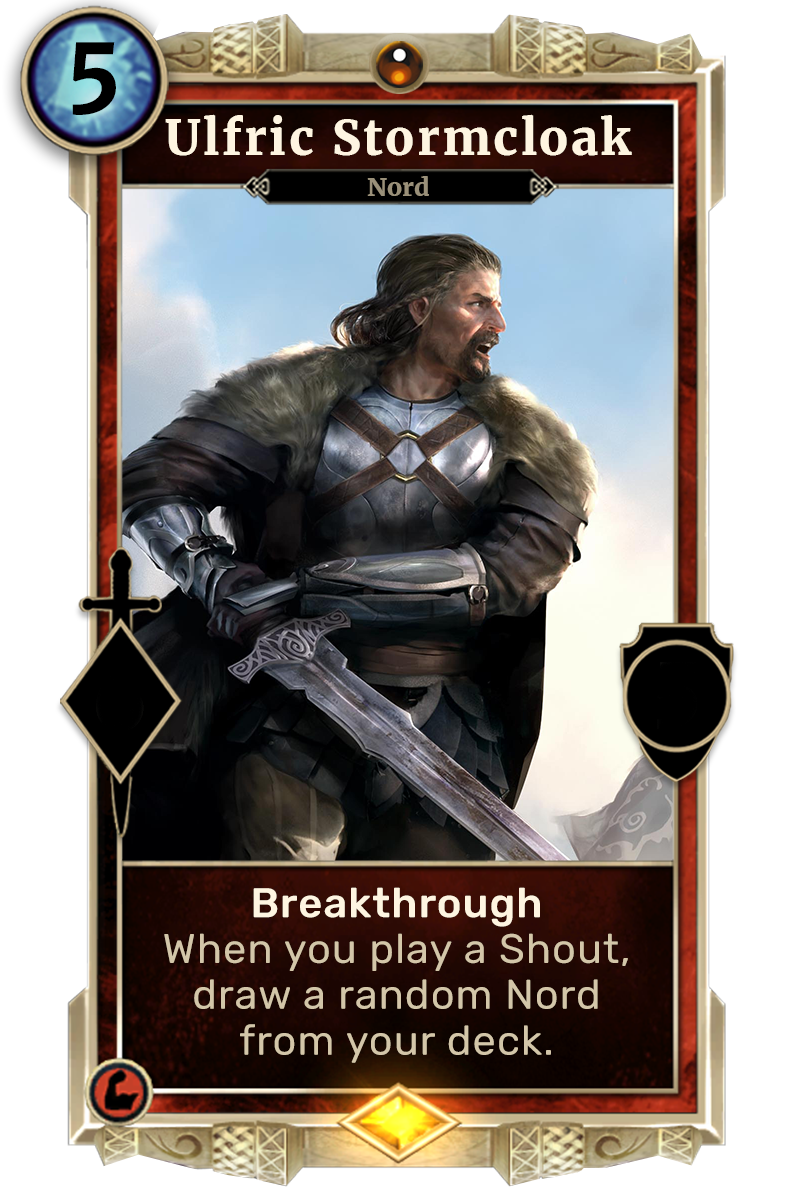 5
Ulfric Stormcloak
Nord
Breakthrough
When you play a Shout,
draw a random Nord
from your deck.